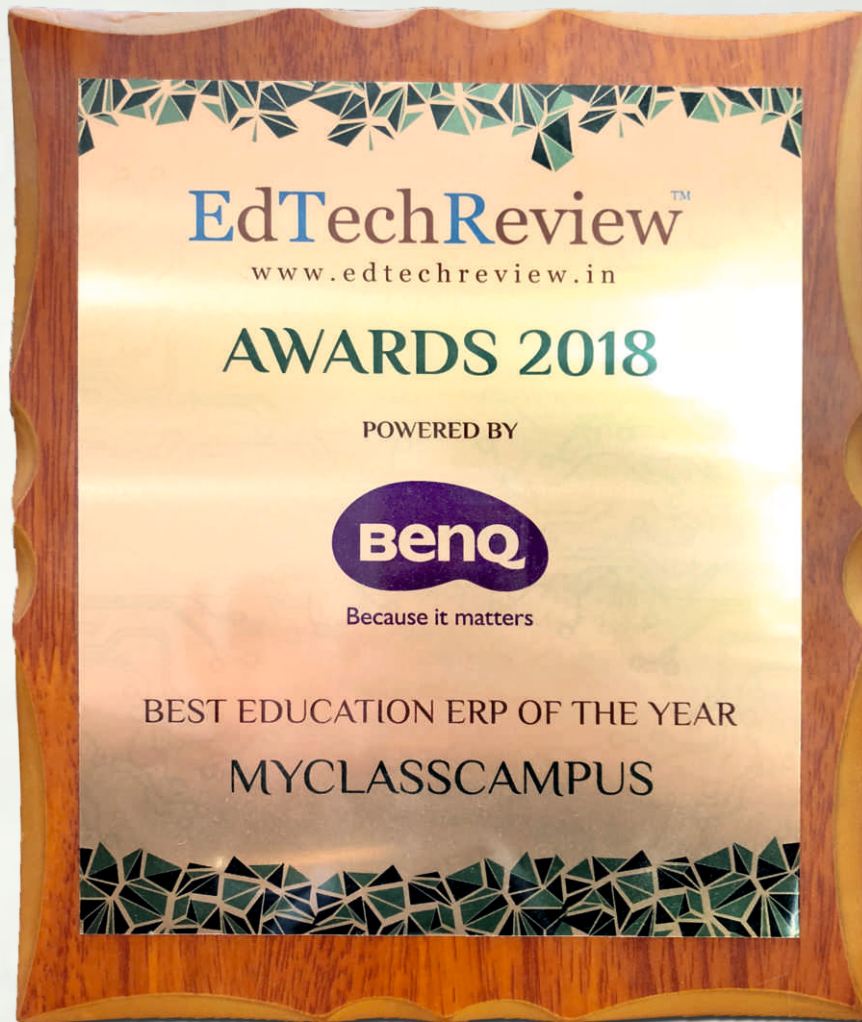 EdTechReview™
www.edtechreview.in
AWARDS 2018
POWERED BY
BenQ
Because it matters
BEST EDUCATION ERP OF THE YEAR
MYCLASSCAMPUS